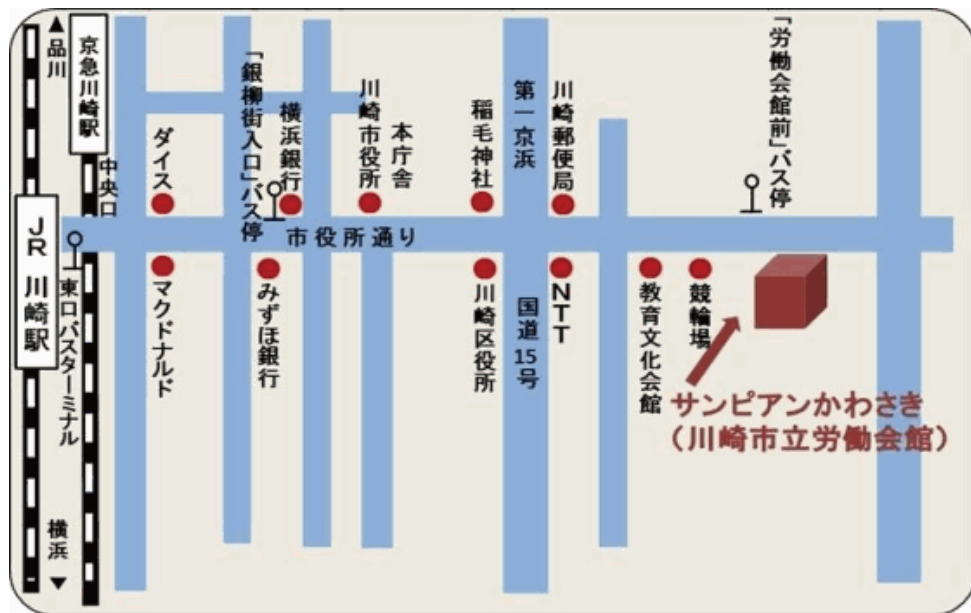 ▲品川
京急川崎駅
中央口
JR 川崎駅
東口バスターミナル
横浜▼
ダイス
マクドナルド
「銀柳街入口」バス停
横浜銀行
みずほ銀行
川崎市役所
本庁舎
市役所通り
稲毛神社
川崎区役所
第一京浜
国道15号
川崎郵便局
NTT
教育文化会館
競輪場
「労働会館前」バス停
サンピアンかわさき
（川崎市立労働会館）